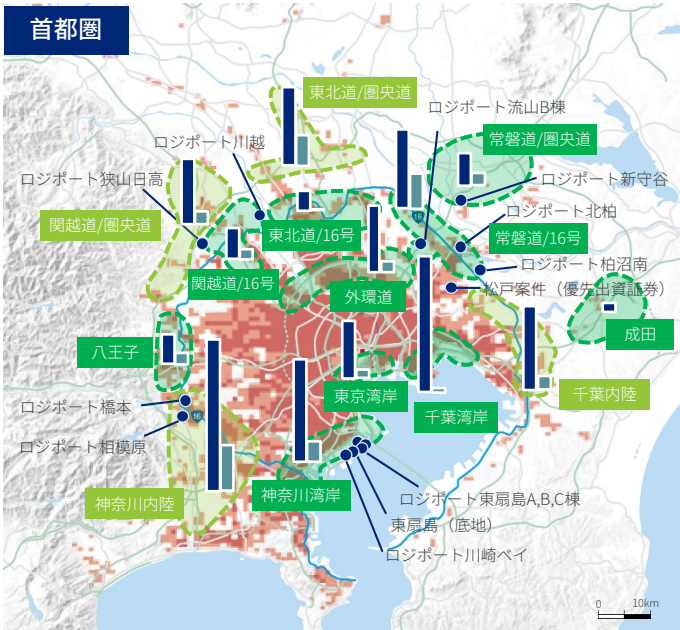 首都圏
東北道/圏央道
ロジポート流山B棟
常磐道/圏央道
ロジポート川越
ロジポート狭山日高
ロジポート新守谷
ロジポート北柏
関越道/圏央道
16
東北道/16号
常磐道/16号
ロジポート柏沼南
関越道/16号
外環道
松戸案件（優先出資証券）
成田
八王子
東京湾岸
千葉内陸
ロジポート橋本
16
千葉湾岸
ロジポート相模原
神奈川内陸
神奈川湾岸
ロジポート東扇島A,B,C棟
東扇島（底地）
ロジポート川崎ベイ
0 10km